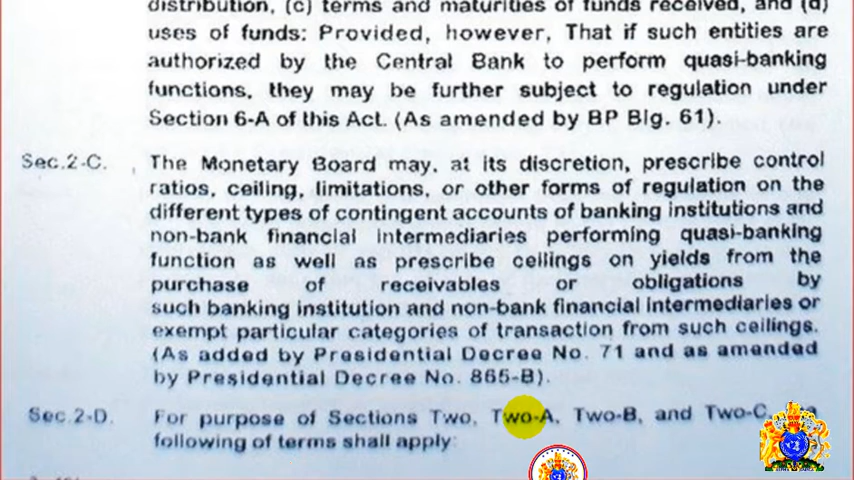 distribution, (c) terms and maturities of funds received, and (d)
uses of funds: Provided, however, That if such entities are
authorized by the Central Bank to perform quasi-banking
functions, they may be further subject to regulation under
Section 6-A of this Act. (As amended by BP Blg. 61).
Sec.2-C. The Monetary Board may, at its discretion, prescribe control
ratios, ceiling, limitations, or other forms of regulation on the
different types of contingent accounts of banking institutions and
non-bank financial intermediaries performing quasi-banking
function as well as prescribe ceilings on yields from the
purchase of receivables or obligations by
such banking institution and non-bank financial intermediaries or
exempt particular categories of transaction from such ceilings.
(As added by Presidential Decree No. 71 and as amended
by Presidential Decree No. 865-B).
Sec.2-D. For purpose of Sections Two, Two-A, Two-B, and Two-C,
following of terms shall apply: